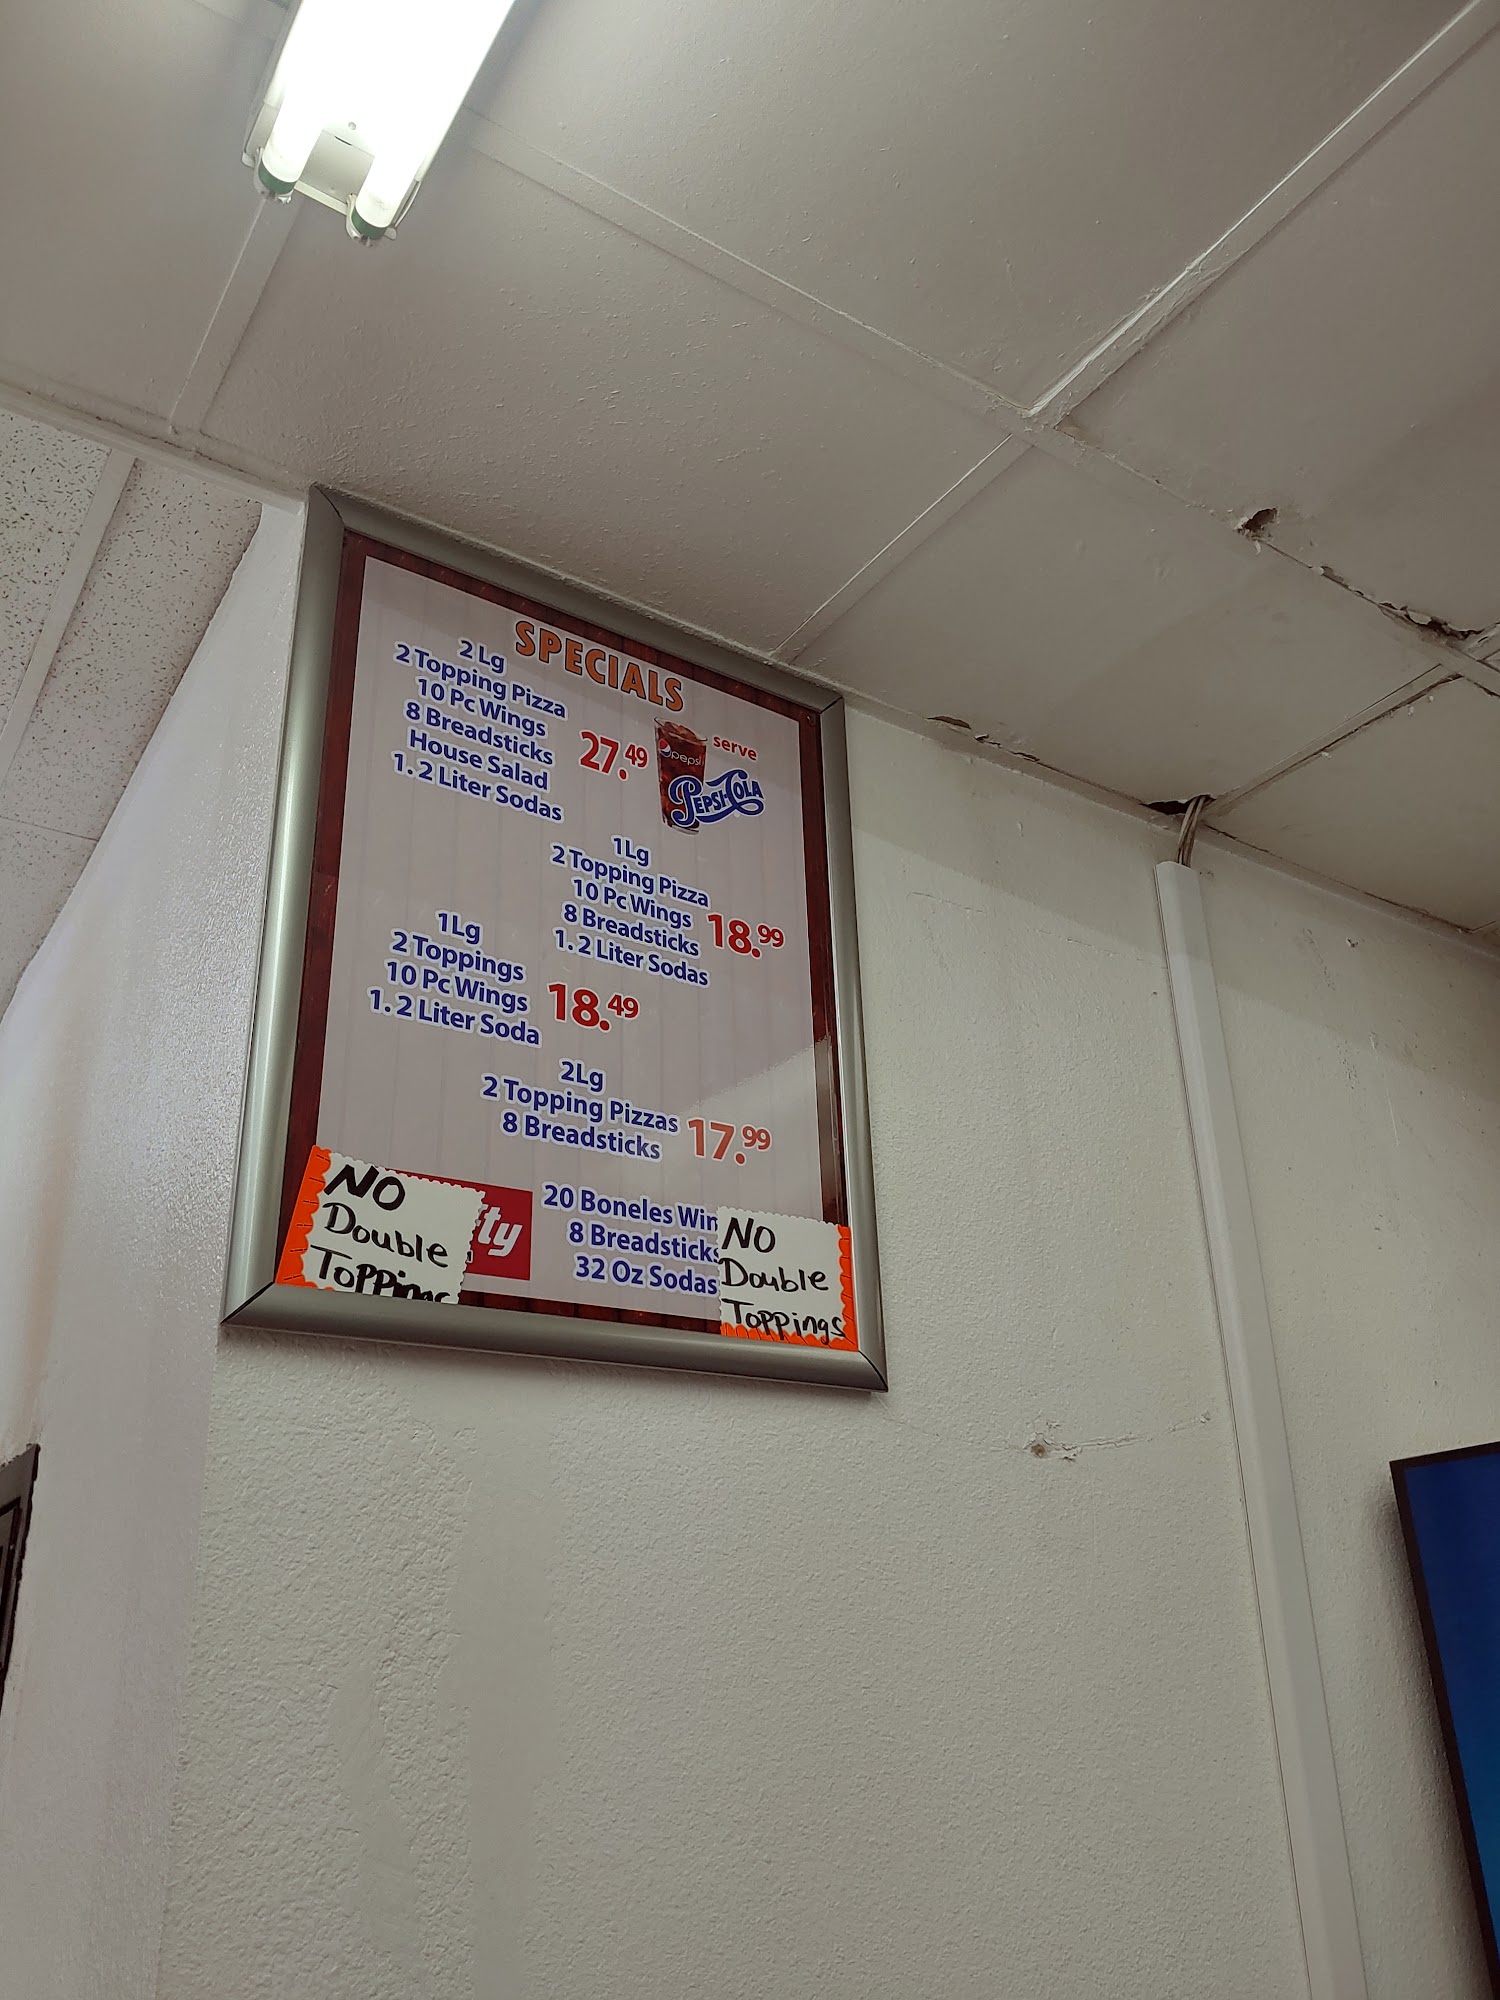 SPECIALS
2 Lg
2 Topping Pizza
10 Pc Wings
8 Breadsticks
House Salad
1. 2 Liter Sodas
27.49
pepsi
serve
PEPSI-COLA
1 Lg
2 Topping Pizza
10 Pc Wings
8 Breadsticks
1. 2 Liter Sodas
18.99
1Lg
2 Toppings
10 Pc Wings
1. 2 Liter Soda
18.49
2Lg
2 Topping Pizzas
8 Breadsticks
17.99
20 Boneles
8 Breadsticks
32 Oz Sodas
NO
Double
Toppings
NO
Double
Toppings